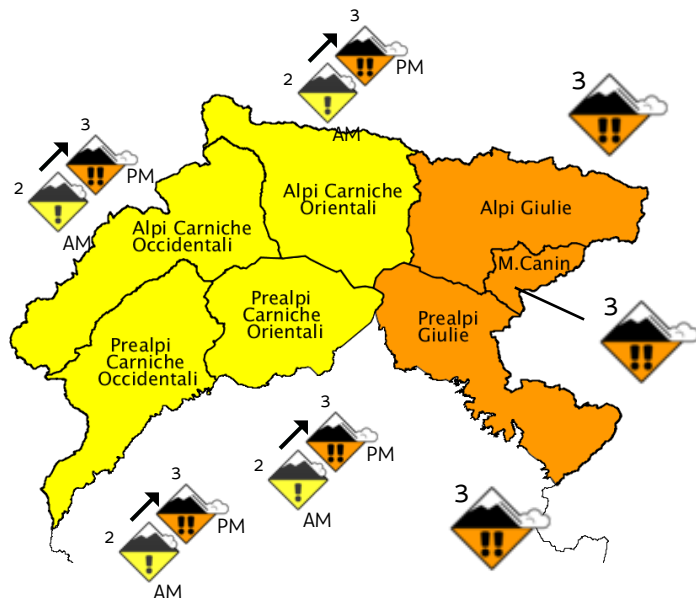 3
2
PM
AM
3
3
2
PM
AM
Alpi Carniche
Orientali
Alpi Giulie
Alpi Carniche
Occidentali
M.Canin
Prealpi
Carniche
Orientali
Prealpi
Giulie
3
Prealpi
Carniche
Occidentali
3
2
PM
AM
3
2
PM
AM
3